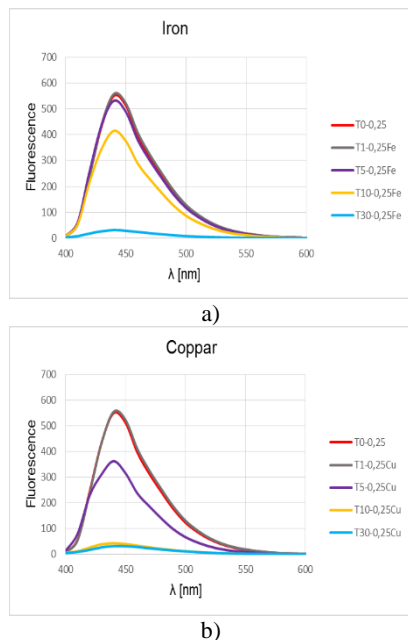 Iron
700
600
500
400
300
200
100
0
Fluorescence
400 450 500 550 600
λ [nm]
T0-0,25
T1-0,25Fe
T5-0,25Fe
T10-0,25Fe
T30-0,25Fe
a)
Coppar
700
600
500
400
300
200
100
0
Fluorescence
400 450 500 550 600
λ [nm]
T0-0,25
T1-0,25Cu
T5-0,25Cu
T10-0,25Cu
T30-0,25Cu
b)